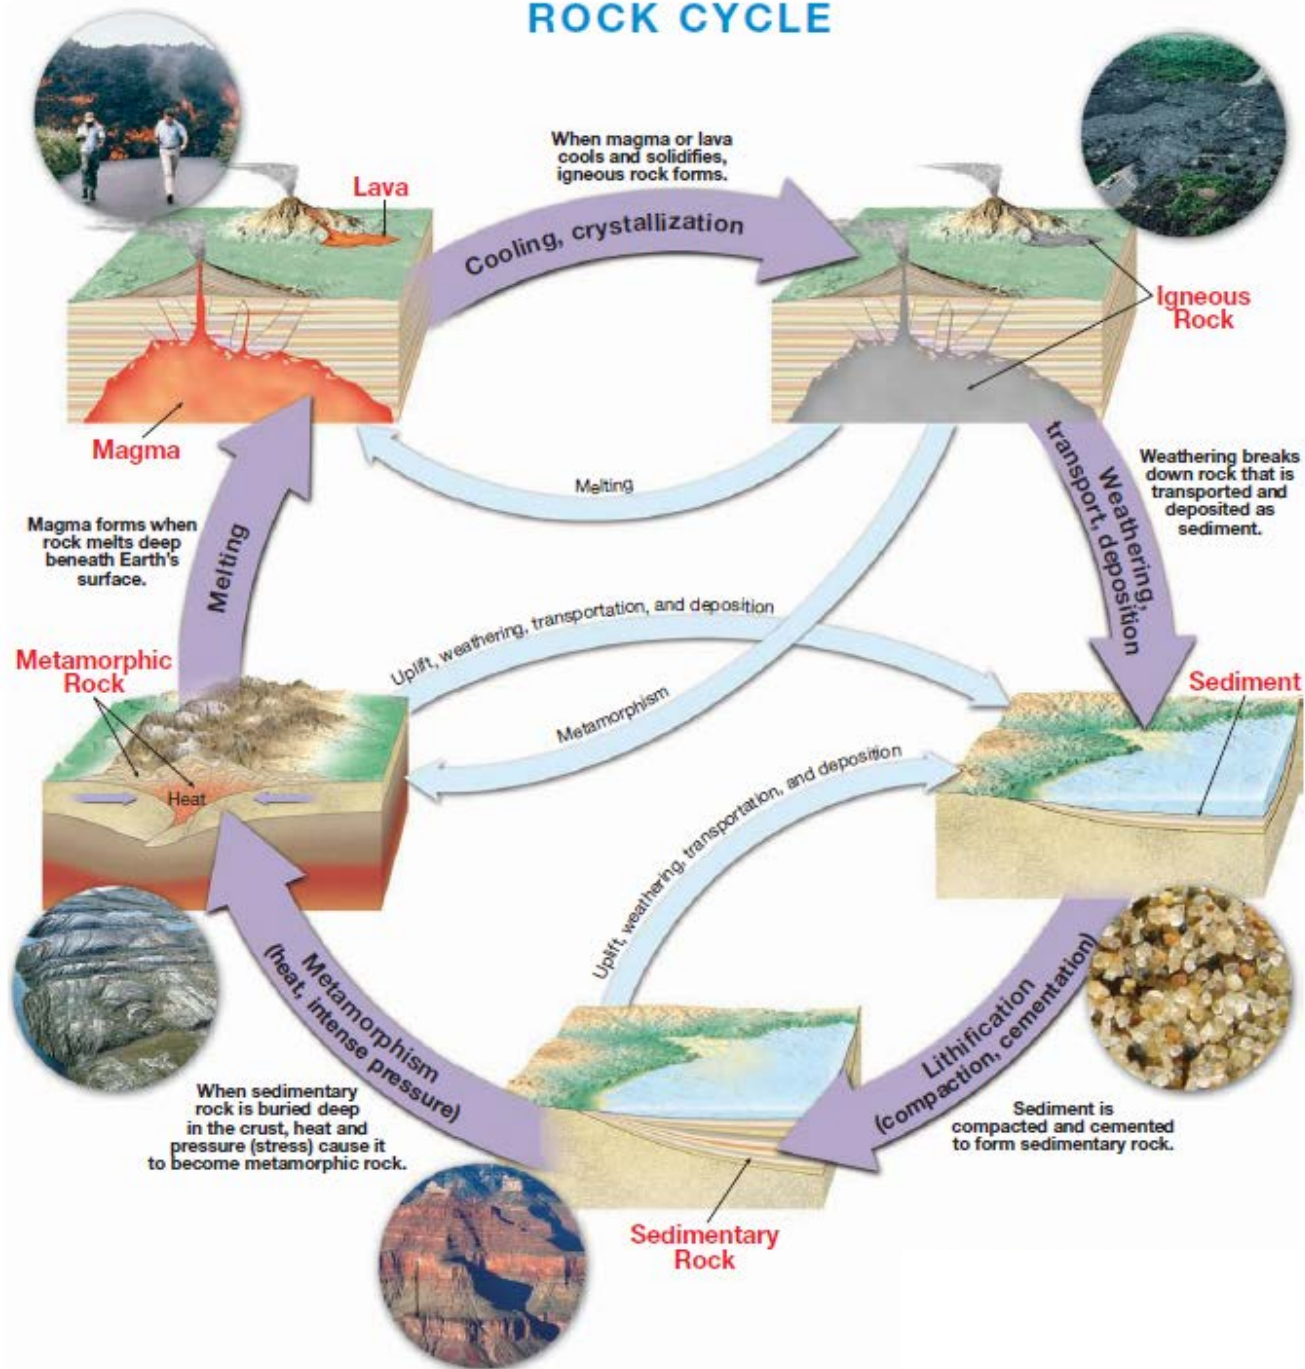 ROCK CYCLE
When magma or lava
cools and solidifies,
igneous rock forms.
Lava
Cooling, crystallization
Igneous
Rock
Magma
Melting
Weathering,
transport, deposition
Weathering breaks
down rock that is
transported and
deposited as
sediment.
Magma forms when
rock melts deep
beneath Earth's
surface.
Melting
Uplift, weathering, transportation, and deposition
Metamorphic
Rock
Metamorphism
Sediment
Heat
Uplift, weathering, transportation, and deposition
Metamorphism
(heat, intense pressure)
Lithification
(compaction, cementation)
When sedimentary
rock is buried deep
in the crust, heat and
pressure (stress) cause it
to become metamorphic rock.
Sediment is
compacted and cemented
to form sedimentary rock.
Sedimentary
Rock